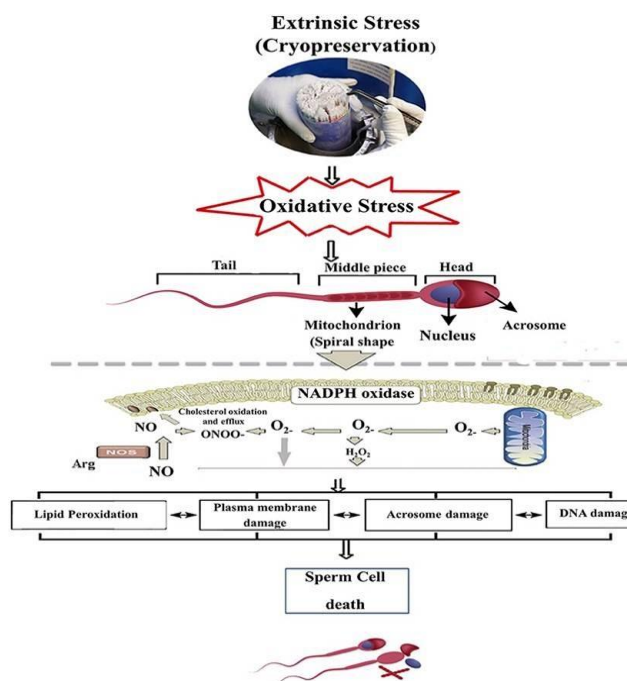 Extrinsic Stress
(Cryopreservation)
Oxidative Stress
Tail
Middle piece
Head
Mitochondrion
(Spiral shape
Nucleus
Acrosome
NADPH oxidase
Cholesterol oxidation
and efflux
NO
ONOO-
O2-
O2-
O2-
H2O2
Arg
NOS
NO
Lipid Peroxidation
Plasma membrane
damage
Acrosome damage
DNA damag
Sperm Cell
death